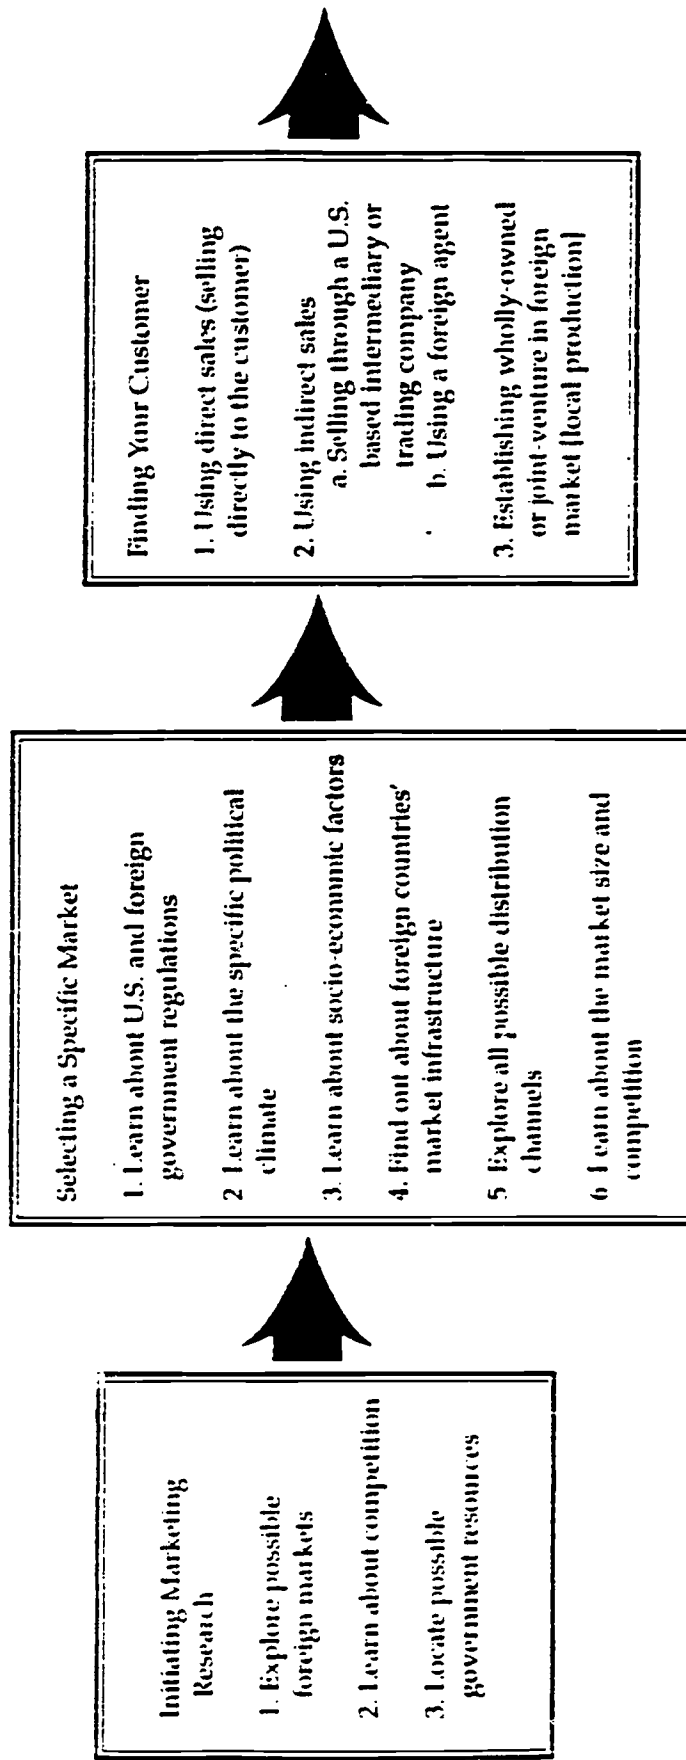 Initiating Marketing
Research
1. Explore possible
foreign markets
2. Learn about competition
3. Locate possible
government resources
Selecting a Specific Market
1. Learn about U.S. and foreign
government regulations
2 Learn about the specific political
climate
3. Learn about socio-economic factors
4. Find out about foreign countries'
market infrastructure
5 Explore all possible distribution
channels
6 Learn about the market size and
competition
Finding Your Customer
1. Using direct sales (selling
directly to the customer)
2. Using indirect sales
a. Selling through a U.S.
based intermediary or
trading company
b. Using a foreign agent
3. Establishing wholly-owned
or joint-venture in foreign
market [local production]